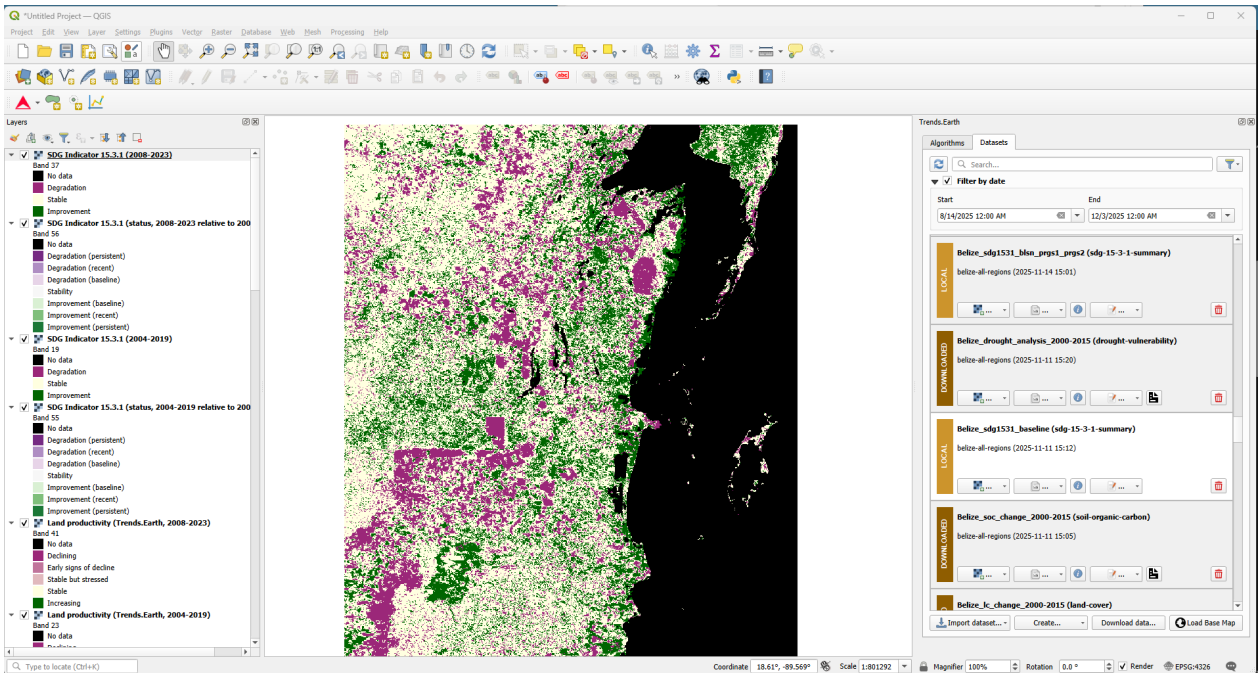 *Untitled Project — QGIS
Project Edit View Layer Settings Plugins Vector Raster Database Web Mesh Processing Help
Layers
SDG Indicator 15.3.1 (2008-2023)
Band 37
No data
Degradation
Stable
Improvement
SDG Indicator 15.3.1 (status, 2008-2023 relative to 200
Band 56
No data
Degradation (persistent)
Degradation (recent)
Degradation (baseline)
Stability
Improvement (baseline)
Improvement (recent)
Improvement (persistent)
SDG Indicator 15.3.1 (2004-2019)
Band 19
No data
Degradation
Stable
Improvement
SDG Indicator 15.3.1 (status, 2004-2019 relative to 200
Band 55
No data
Degradation (persistent)
Degradation (recent)
Degradation (baseline)
Stability
Improvement (baseline)
Improvement (recent)
Improvement (persistent)
Land productivity (Trends.Earth, 2008-2023)
Band 41
No data
Declining
Early signs of decline
Stable but stressed
Stable
Increasing
Land productivity (Trends.Earth, 2004-2019)
Band 23
No data
Declining
Trends.Earth
Algorithms Datasets
Search...
Filter by date
Start End
8/14/2025 12:00 AM 12/3/2025 12:00 AM
LOCAL
Belize_sdg1531_blsn_prgs1_prgs2 (sdg-15-3-1-summary)
belize-all-regions (2025-11-14 15:01)
... ... ...
DOWNLOADED
Belize_drought_analysis_2000-2015 (drought-vulnerability)
belize-all-regions (2025-11-11 15:20)
... ... ...
LOCAL
Belize_sdg1531_baseline (sdg-15-3-1-summary)
belize-all-regions (2025-11-11 15:12)
... ... ...
DOWNLOADED
Belize_soc_change_2000-2015 (soil-organic-carbon)
belize-all-regions (2025-11-11 15:05)
... ... ...
Belize_lc_change_2000-2015 (land-cover)
Import dataset... Create... Download data... Load Base Map
Type to locate (Ctrl+K) Coordinate 18.61°, -89.569° Scale 1:801292 Magnifier 100% Rotation 0.0 ° Render EPSG:4326